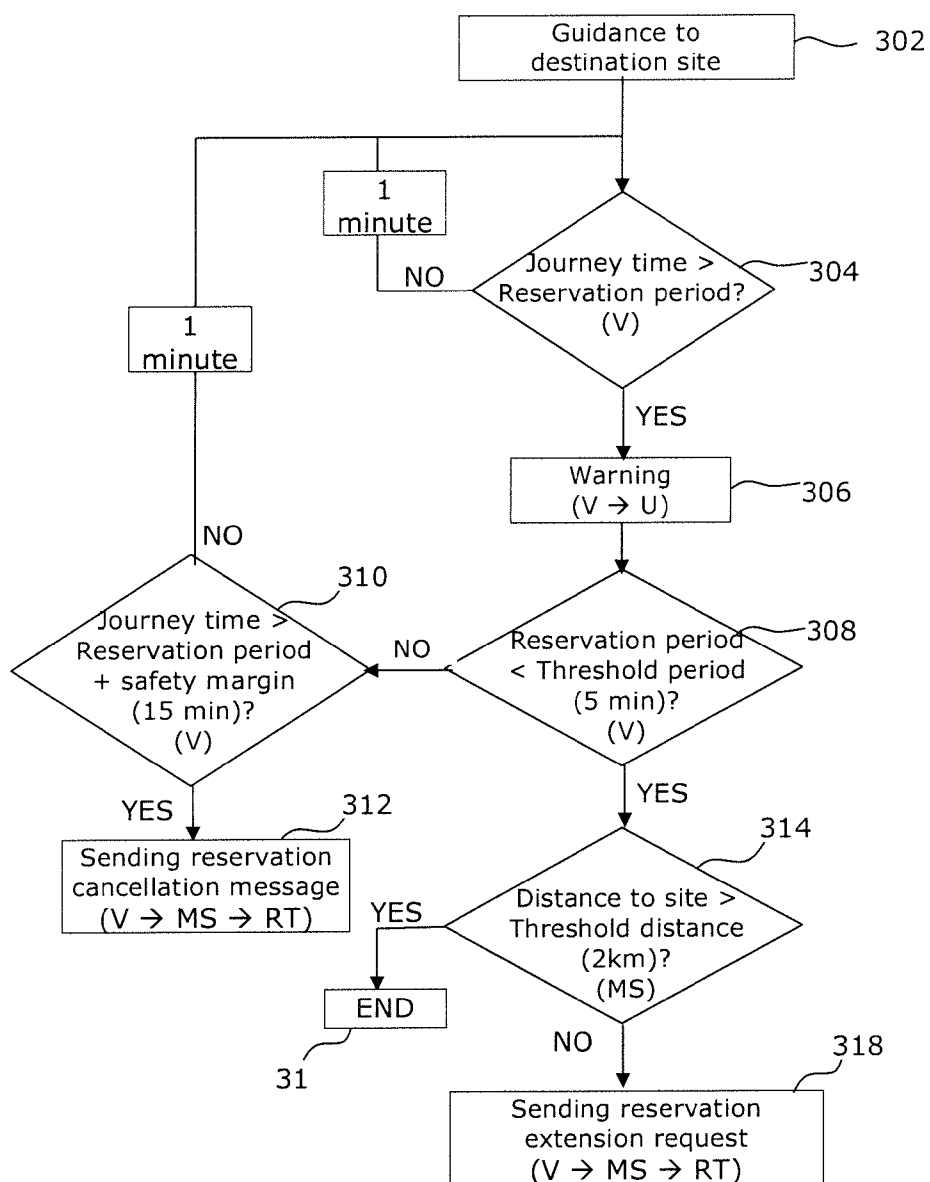 Guidance to
destination site
302
1
minute
NO
Journey time >
Reservation period?
(V)
304
1
minute
YES
Warning
(V → U)
306
NO
310
Journey time >
Reservation period
+ safety margin
(15 min)?
(V)
NO
Reservation period
< Threshold period
(5 min)?
(V)
308
YES
312
Sending reservation
cancellation message
(V → MS → RT)
YES
314
YES
Distance to site >
Threshold distance
(2km)?
(MS)
END
31
NO
318
Sending reservation
extension request
(V → MS → RT)